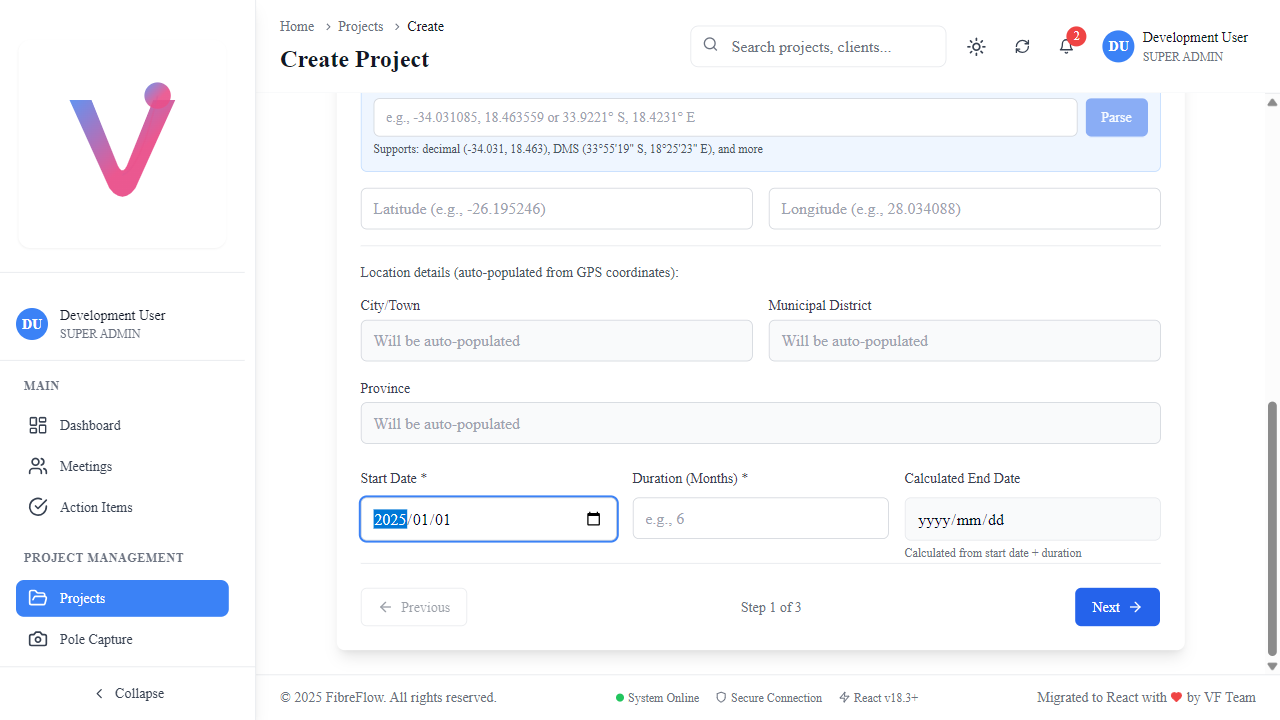 Development User
SUPER ADMIN
DU
MAIN
Dashboard
Meetings
Action Items
PROJECT MANAGEMENT
Projects
Pole Capture
Collapse
Home > Projects > Create
Create Project
Search projects, clients...
2
DU
Development User
SUPER ADMIN
e.g., -34.031085, 18.463559 or 33.9221° S, 18.4231° E
Parse
Supports: decimal (-34.031, 18.463), DMS (33°55'19" S, 18°25'23" E), and more
Latitude (e.g., -26.195246)
Longitude (e.g., 28.034088)
Location details (auto-populated from GPS coordinates):
City/Town
Municipal District
Will be auto-populated
Will be auto-populated
Province
Will be auto-populated
Start Date *
Duration (Months) *
Calculated End Date
2025/01/01
e.g., 6
yyyy/mm/dd
Calculated from start date + duration
Previous
Step 1 of 3
Next
© 2025 FibreFlow. All rights reserved.
System Online
Secure Connection
React v18.3+
Migrated to React with ❤ by VF Team